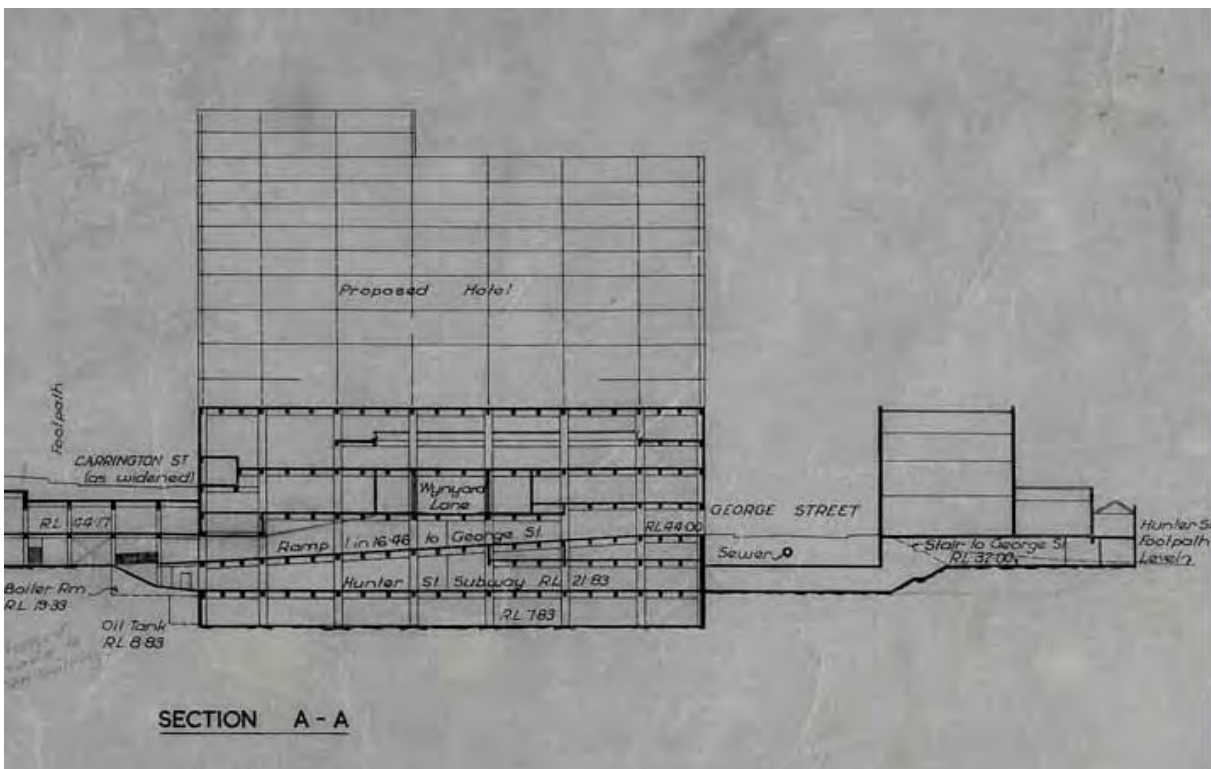 Proposed Hotel
Footpath
CARRINGTON ST
(as widened)
Wynyard
Lane
GEORGE STREET
RL 44·17
Ramp 1 in 16·46 to George St.
RL 44·00
Sewer
Stair to George St
RL 32·00
Hunter St
Footpath
Level
Boiler Rm
RL 19·33
Hunter St Subway RL 21·83
RL 7·83
Oil Tank
RL 8·83
SECTION A - A